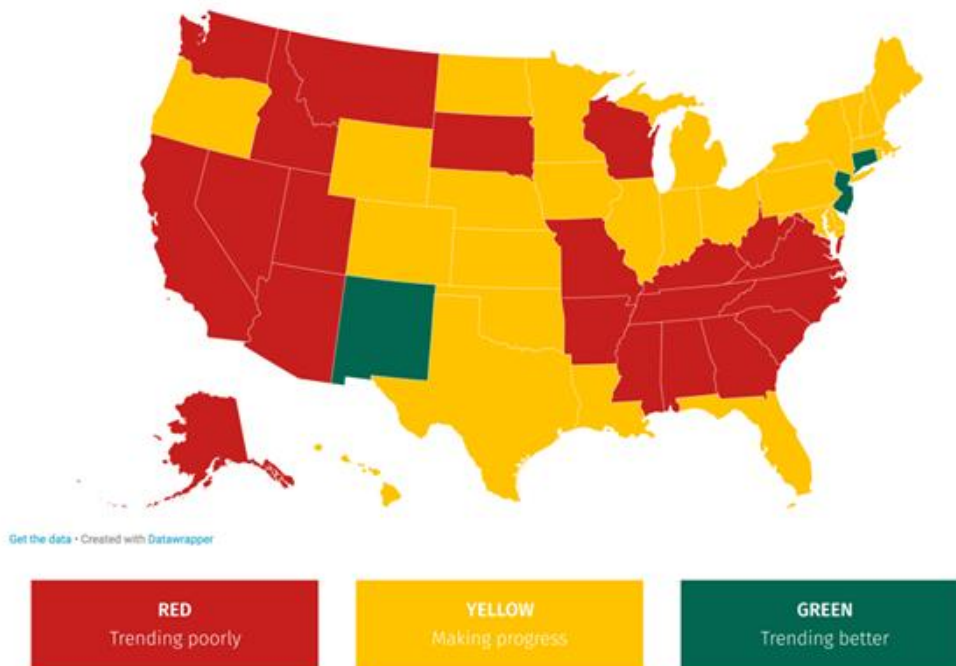 Get the data • Created with Datawrapper
RED
Trending poorly
YELLOW
Making progress
GREEN
Trending better